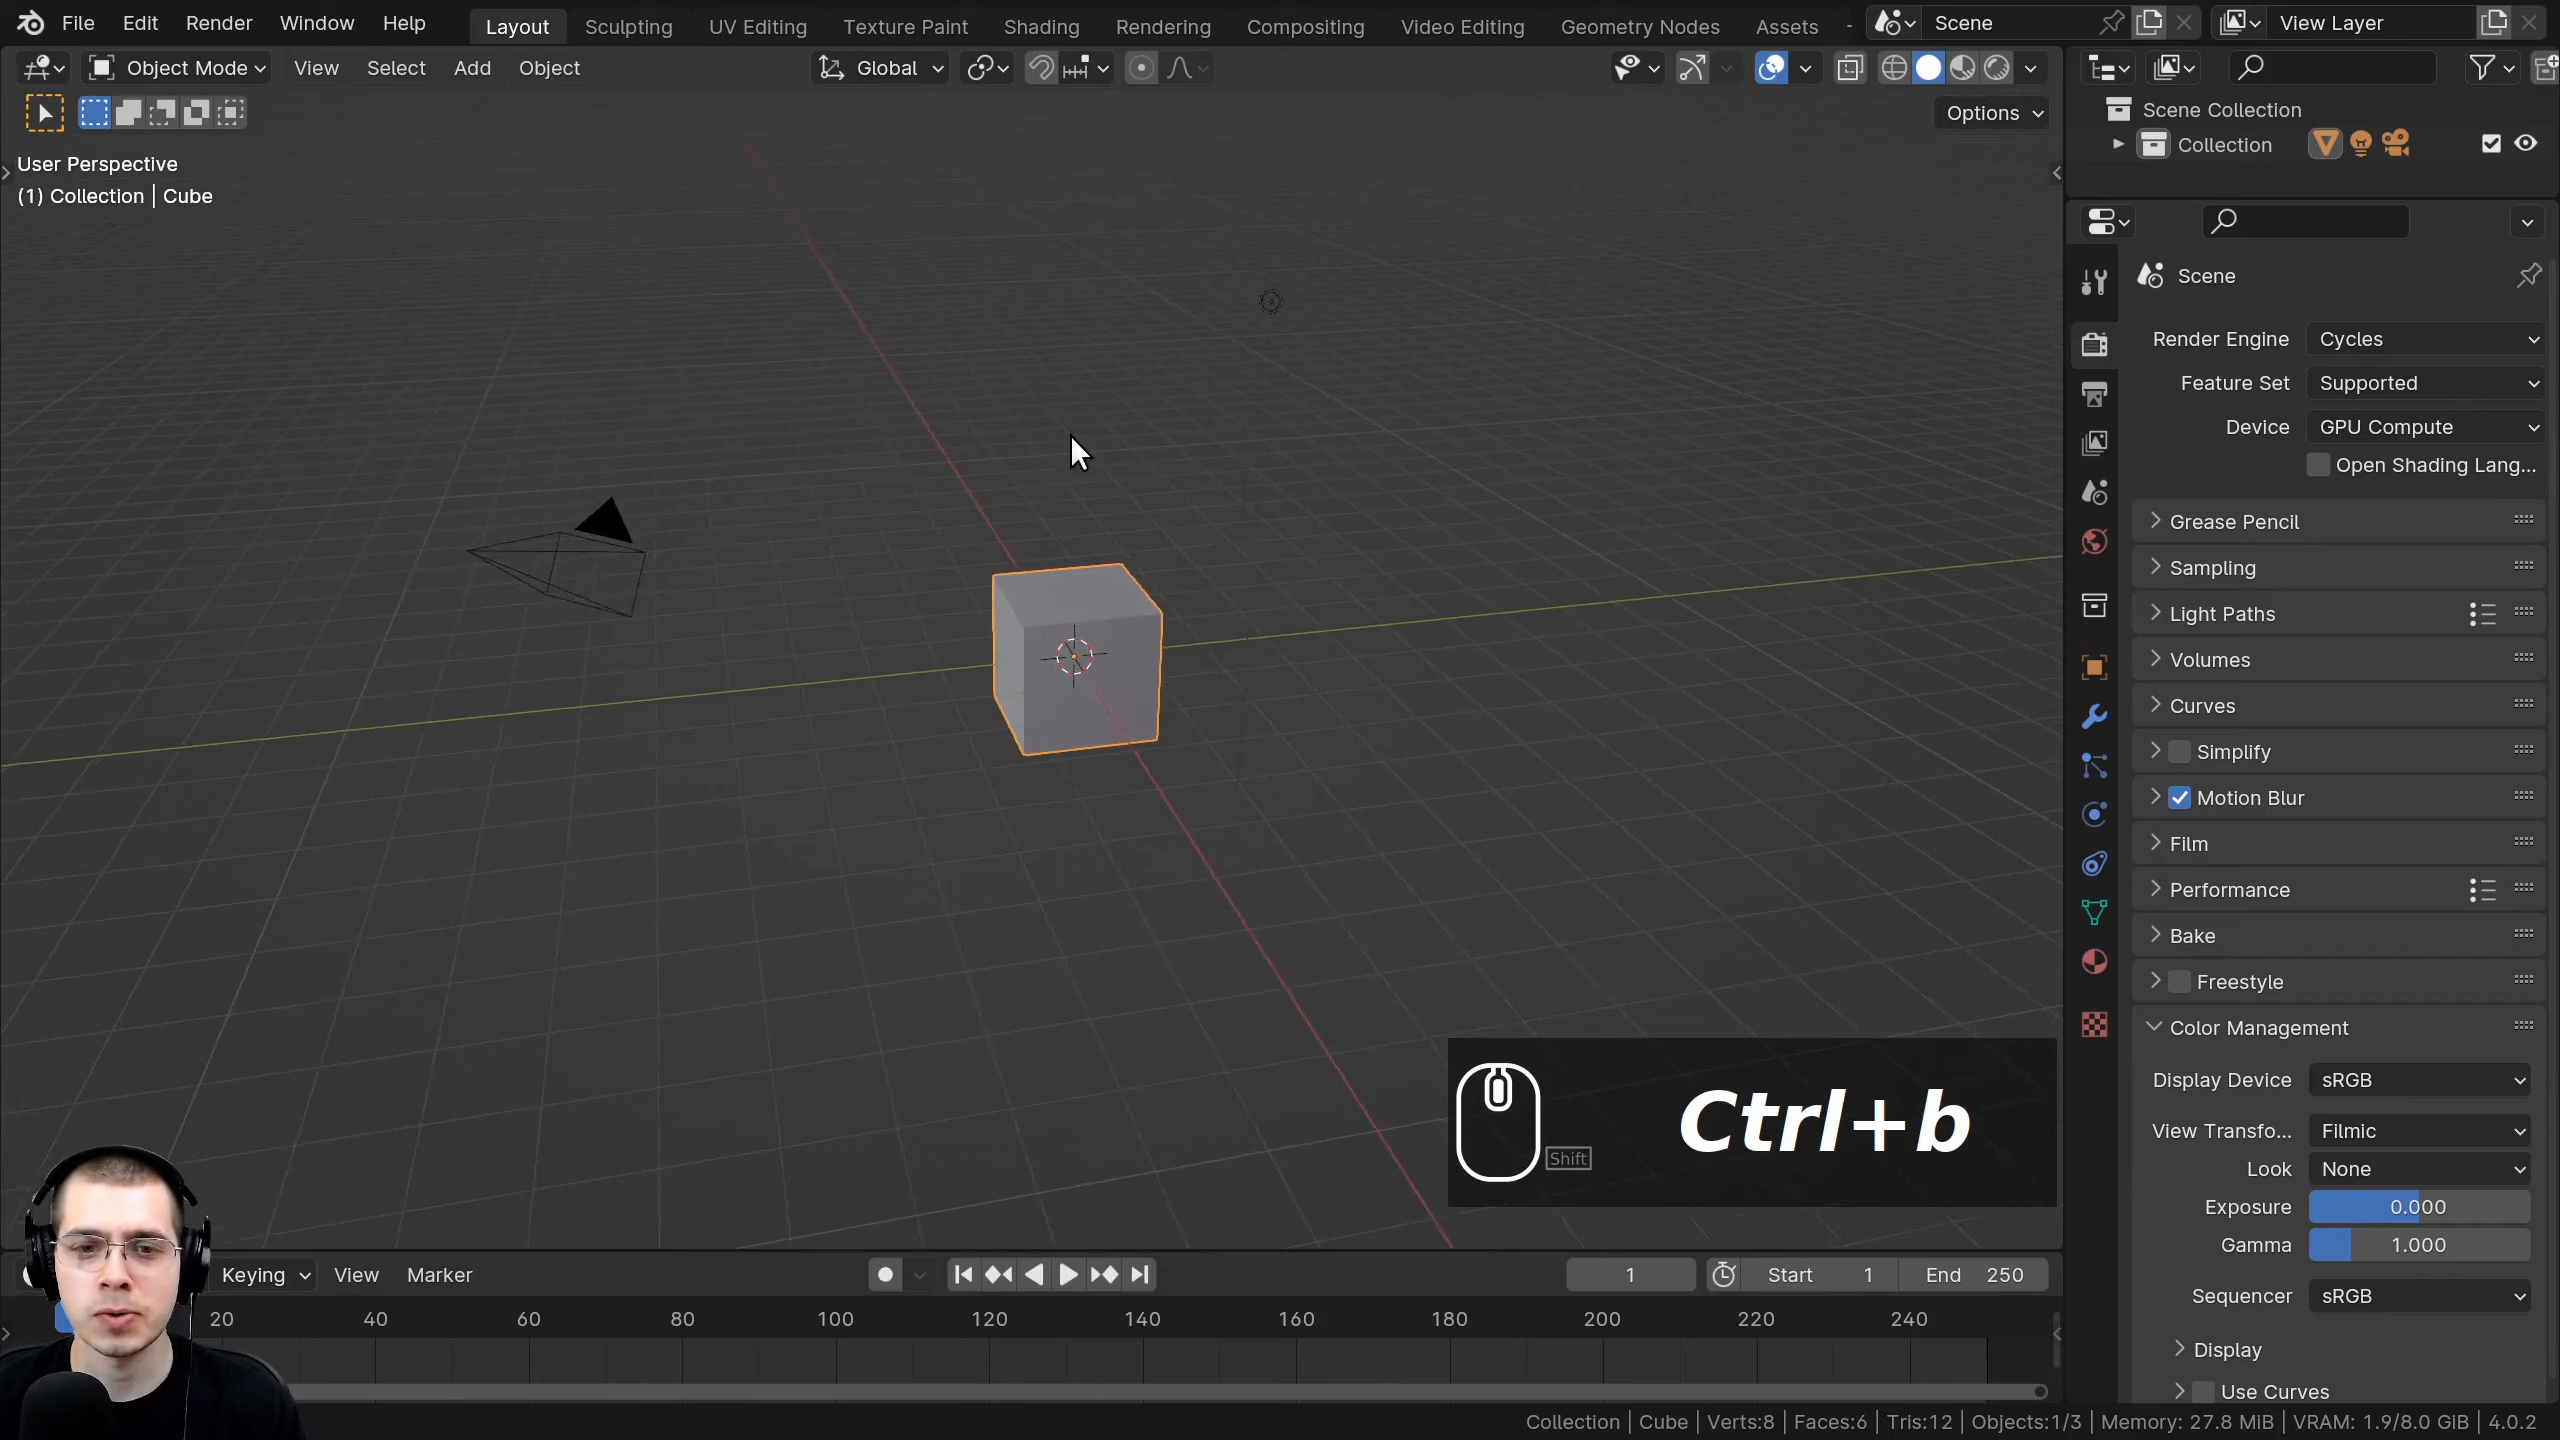 File Edit Render Window Help Layout Sculpting UV Editing Texture Paint Shading Rendering Compositing Video Editing Geometry Nodes Assets Scene View Layer
Object Mode View Select Add Object Global
Options
User Perspective
(1) Collection | Cube
Scene Collection
Collection
Scene
Render Engine Cycles
Feature Set Supported
Device GPU Compute
Open Shading Lang...
Grease Pencil
Sampling
Light Paths
Volumes
Curves
Simplify
Motion Blur
Film
Performance
Bake
Freestyle
Color Management
Display Device sRGB
View Transfo... Filmic
Look None
Exposure 0.000
Gamma 1.000
Sequencer sRGB
Display
Use Curves
Shift Ctrl+b
Keying View Marker 1 Start 1 End 250
20 40 60 80 100 120 140 160 180 200 220 240
Collection | Cube | Verts:8 | Faces:6 | Tris:12 | Objects:1/3 | Memory: 27.8 MiB | VRAM: 1.9/8.0 GiB | 4.0.2